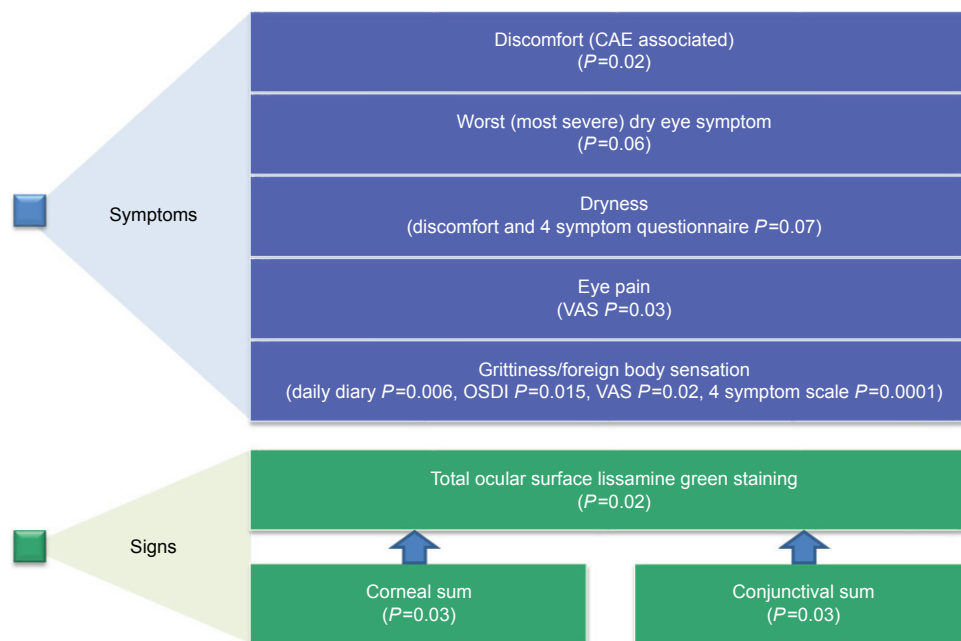 Symptoms
Discomfort (CAE associated)
(P=0.02)
Worst (most severe) dry eye symptom
(P=0.06)
Dryness
(discomfort and 4 symptom questionnaire P=0.07)
Eye pain
(VAS P=0.03)
Grittiness/foreign body sensation
(daily diary P=0.006, OSDI P=0.015, VAS P=0.02, 4 symptom scale P=0.0001)
Signs
Total ocular surface lissamine green staining
(P=0.02)
Corneal sum
(P=0.03)
Conjunctival sum
(P=0.03)